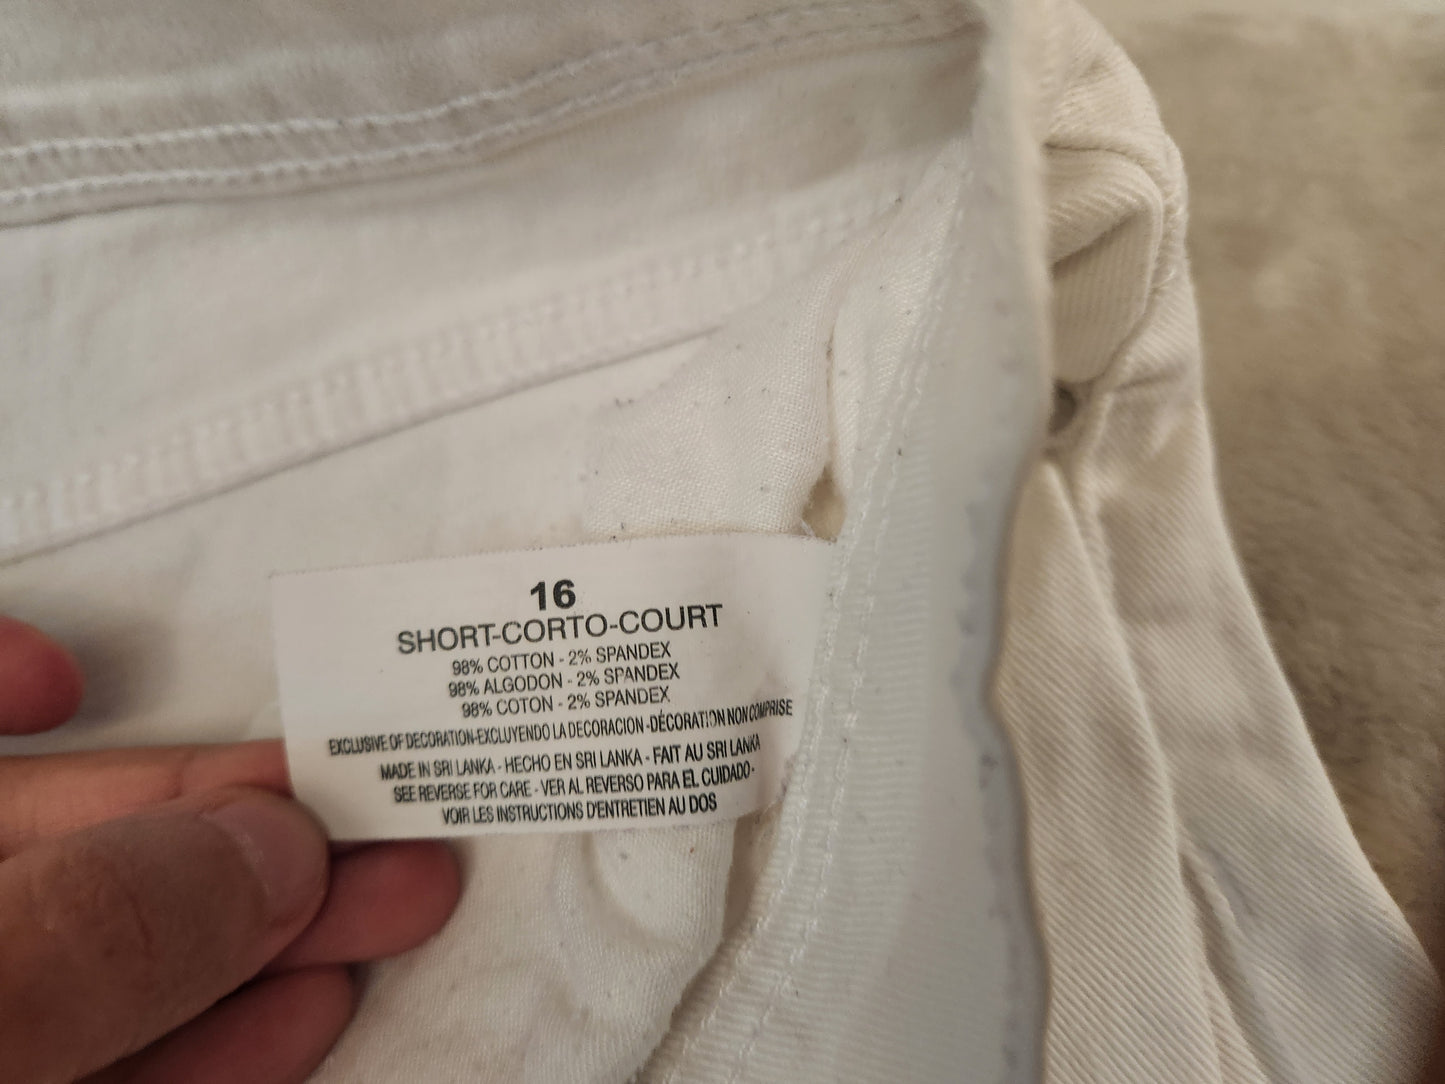 16
SHORT-CORTO-COURT
98% COTTON - 2% SPANDEX
98% ALGODON - 2% SPANDEX
98% COTON - 2% SPANDEX
EXCLUSIVE OF DECORATION-EXCLUYENDO LA DECORACION-DÉCORATION NON COMPRISE
MADE IN SRI LANKA - HECHO EN SRI LANKA - FAIT AU SRI LANKA
SEE REVERSE FOR CARE - VER AL REVERSO PARA EL CUIDADO-
VOIR LES INSTRUCTIONS D'ENTRETIEN AU DOS